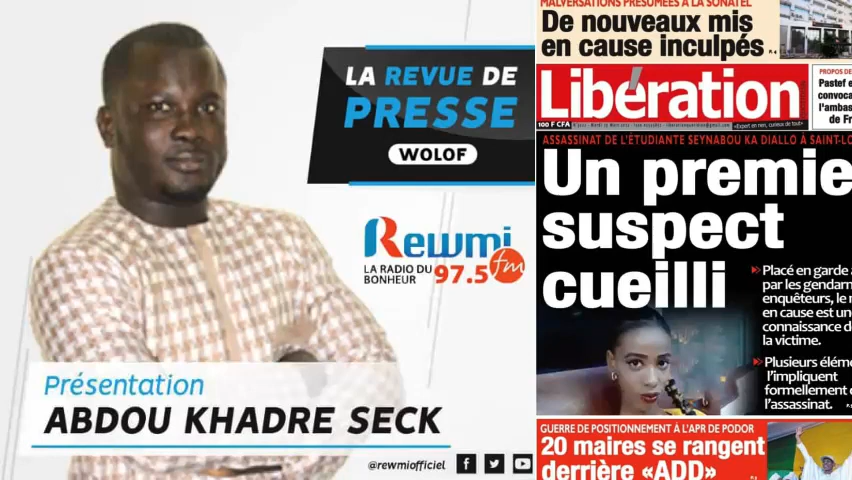 LA REVUE DE
PRESSE
WOLOF
Rewmi fm
LA RADIO DU
BONHEUR
97.5
Présentation
ABDOU KHADRE SECK
@rewmiofficiel
MALVERSATIONS PRÉSUMÉES A LA SONATEL
De nouveaux mis
en cause inculpés
P.4
Libération
100 F CFA
«Expert en rien, curieux de tout»
PROPOS DE
Pastef e
convoca
l'ambas
de Fr
ASSASSINAT DE L'ÉTUDIANTE SEYNABOU KA DIALLO À SAINT-LO
Un premie
suspect
cueilli
Placé en garde à
par les gendarm
enquêteurs, le m
en cause est un
connaissance d
la victime.
Plusieurs éléme
l'impliquent
formellement d
l'assassinat.
GUERRE DE POSITIONNEMENT À L'APR DE PODOR
20 maires se rangent
derrière «ADD»